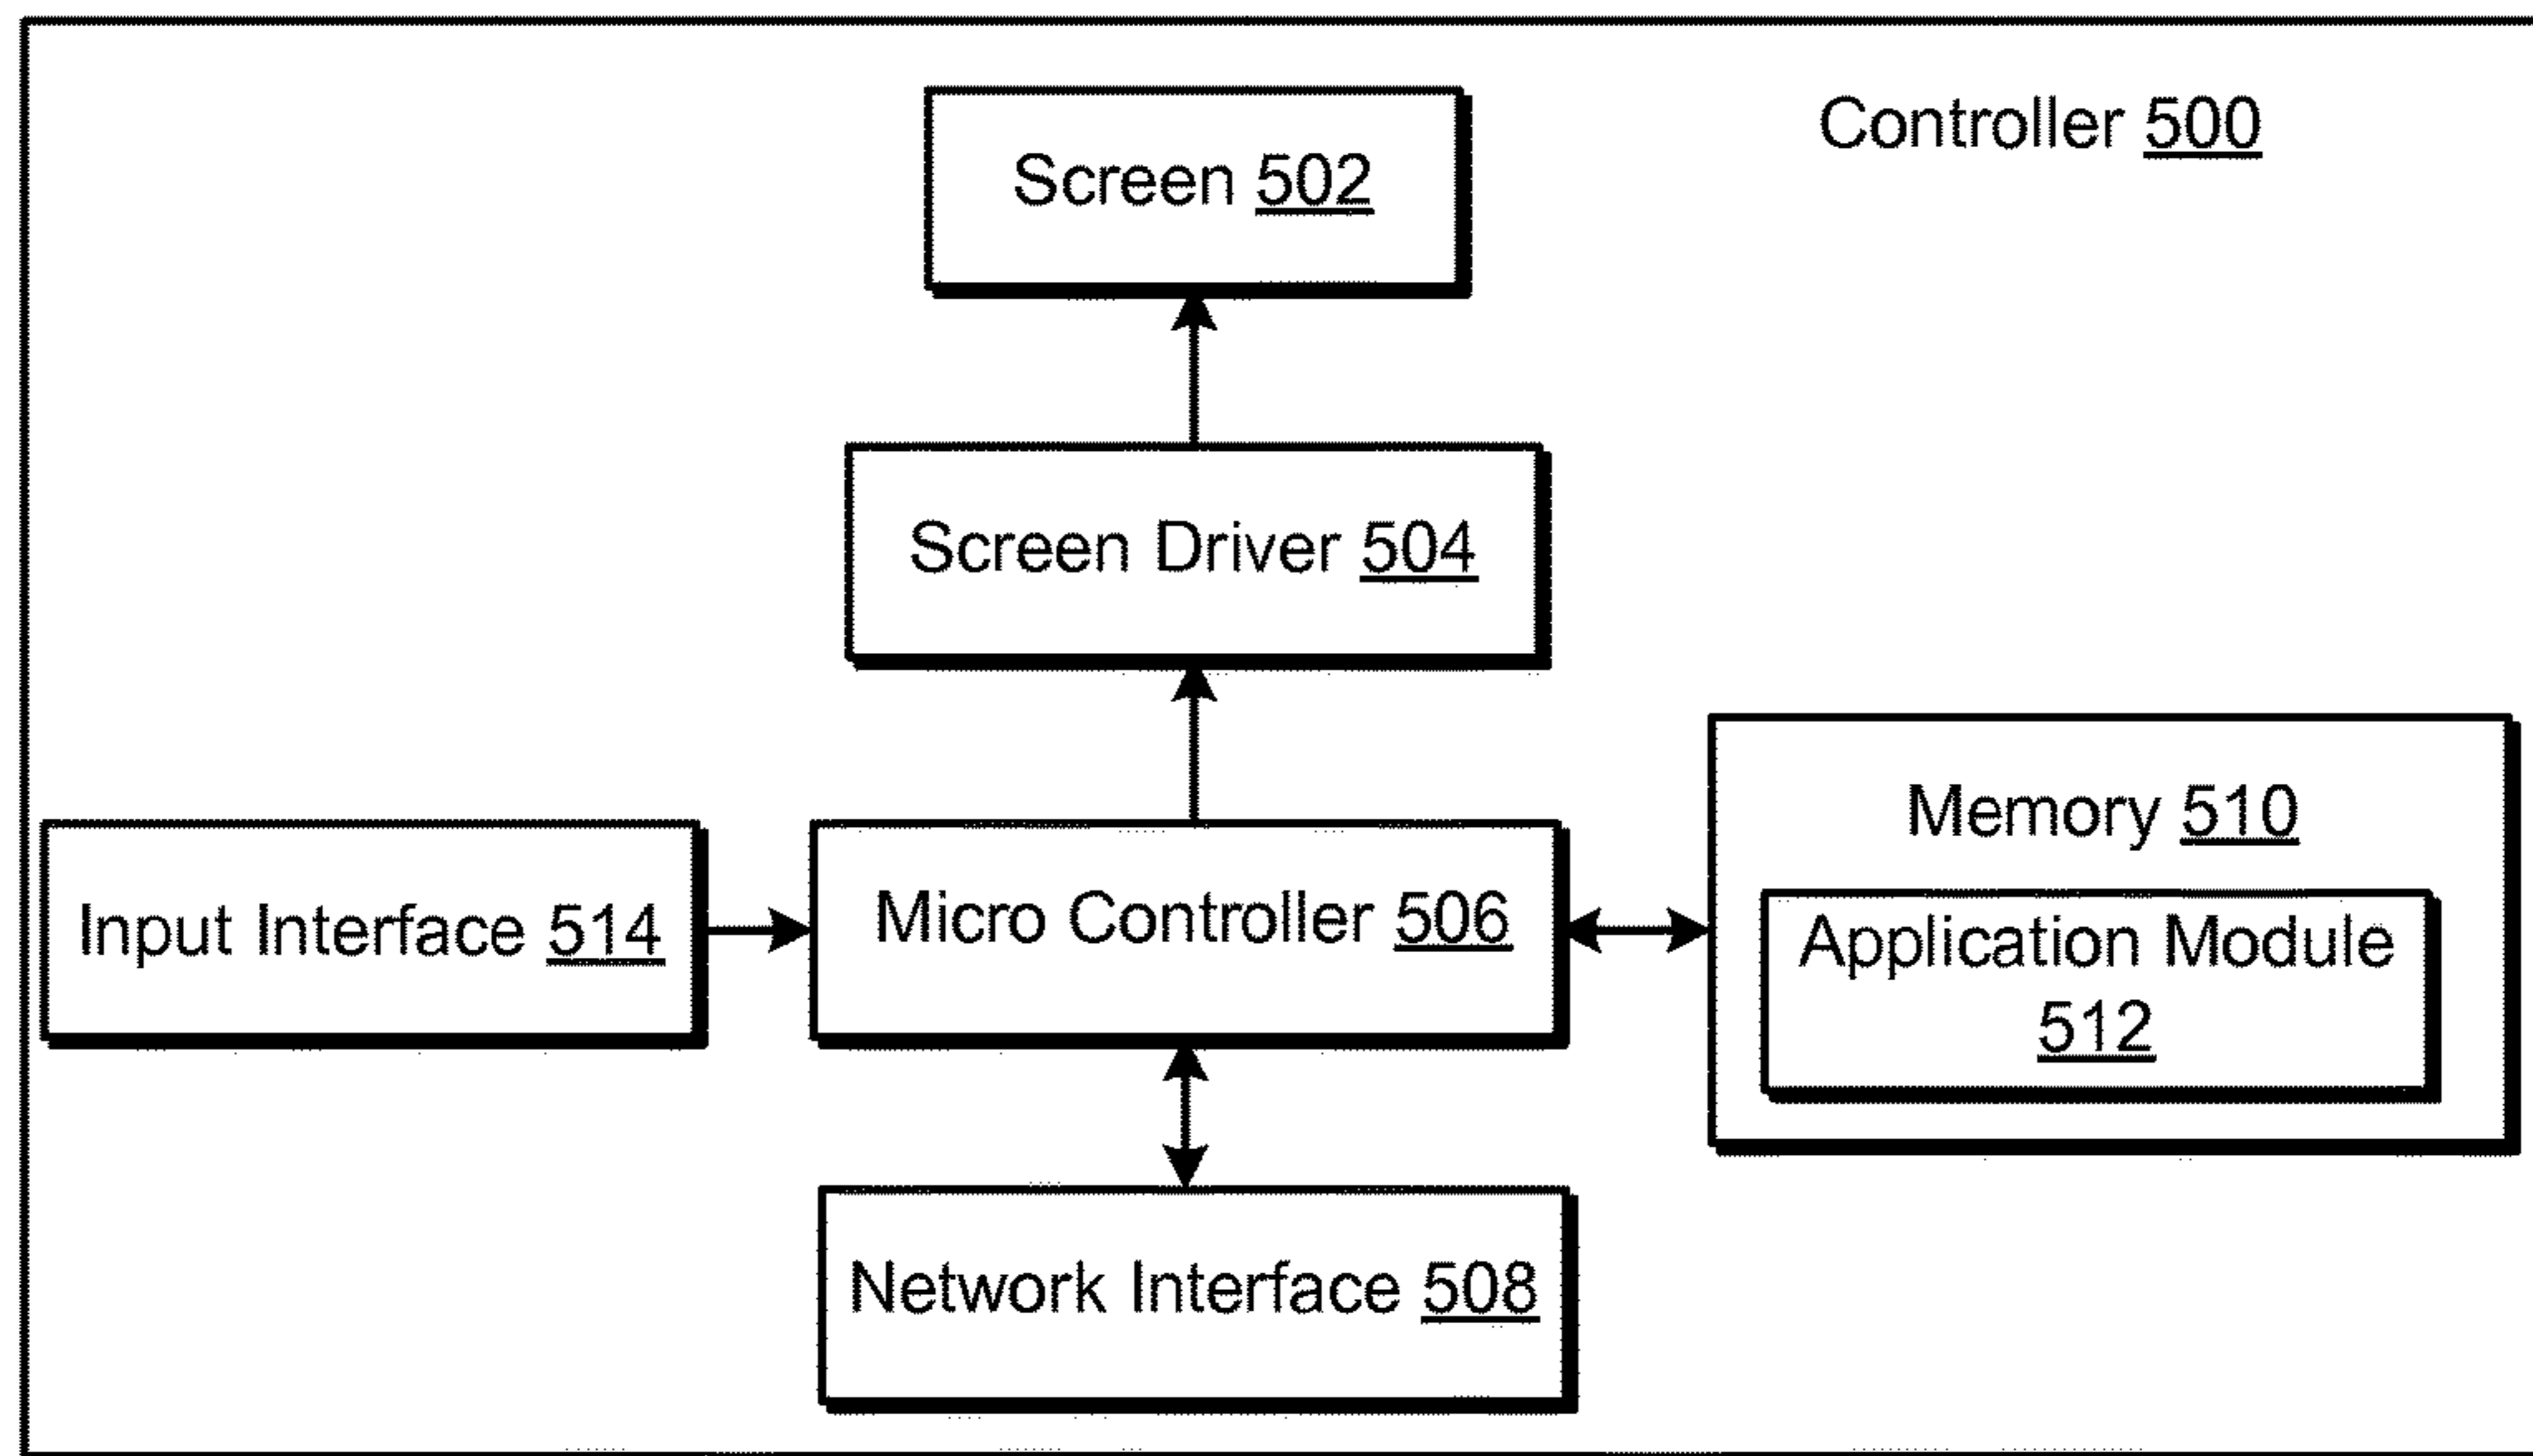 Controller 500
Screen 502
Screen Driver 504
Memory 510
Input Interface 514
Micro Controller 506
Application Module
512
Network Interface 508